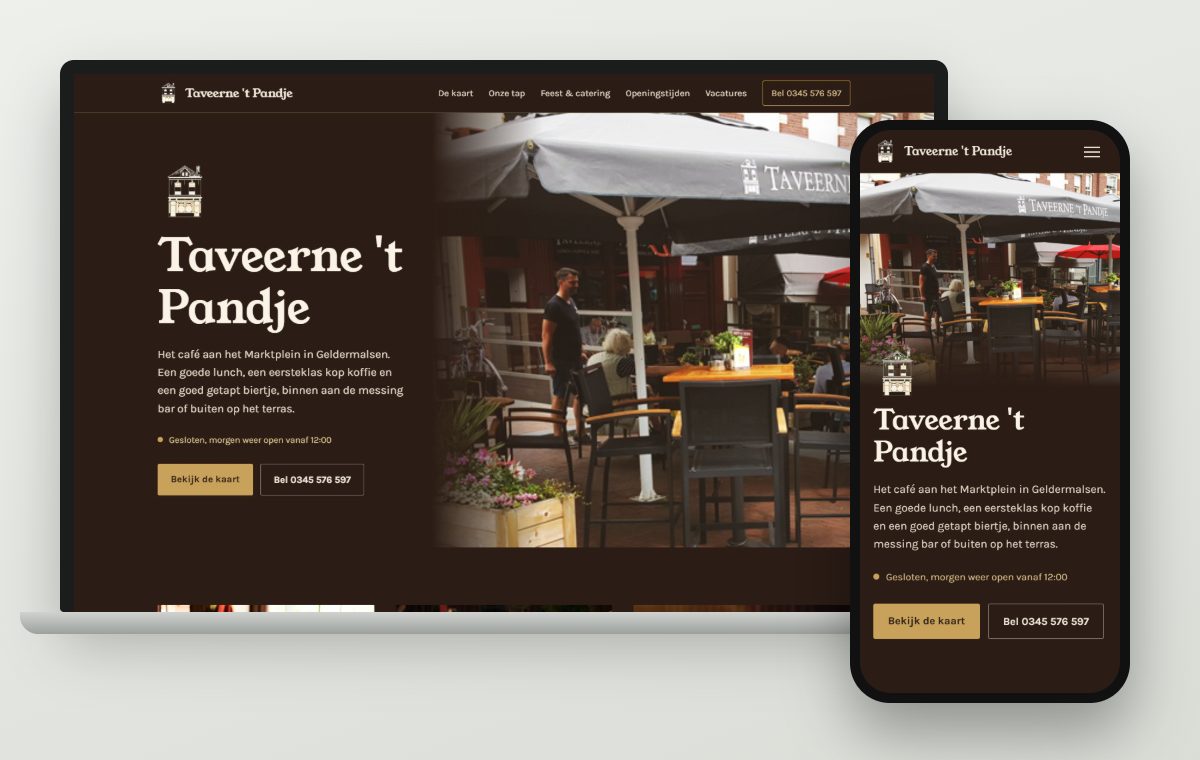 Taveerne 't Pandje
De kaart Onze tap Feest & catering Openingstijden Vacatures Bel 0345 576 597
TAVEERN
Taveerne 't
Pandje
Het café aan het Marktplein in Geldermalsen.
Een goede lunch, een eersteklas kop koffie en
een goed getapt biertje, binnen aan de messing
bar of buiten op het terras.
Gesloten, morgen weer open vanaf 12:00
Bekijk de kaart Bel 0345 576 597
Taveerne 't Pandje
TAVEERNE 't PANDJE
Taveerne 't
Pandje
Het café aan het Marktplein in Geldermalsen.
Een goede lunch, een eersteklas kop koffie
en een goed getapt biertje, binnen aan de
messing bar of buiten op het terras.
Gesloten, morgen weer open vanaf 12:00
Bekijk de kaart Bel 0345 576 597